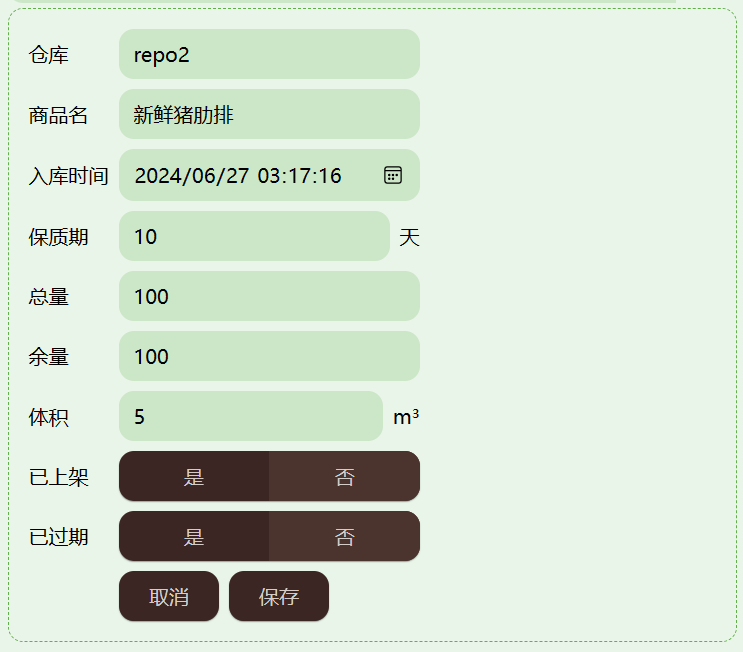 仓库 repo2
商品名 新鲜猪肋排
入库时间 2024/06/27 03:17:16
保质期 10 天
总量 100
余量 100
体积 5 m³
已上架 是 否
已过期 是 否
取消 保存